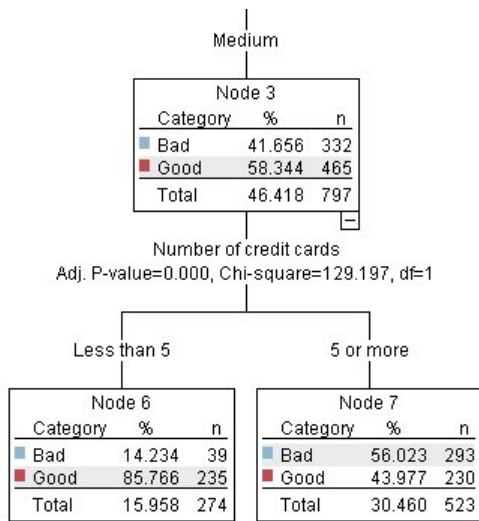 Medium
Node 3
Category % n
Bad 41.656 332
Good 58.344 465
Total 46.418 797
Number of credit cards
Adj. P-value=0.000, Chi-square=129.197, df=1
Less than 5 5 or more
Node 6
Category % n
Bad 14.234 39
Good 85.766 235
Total 15.958 274
Node 7
Category % n
Bad 56.023 293
Good 43.977 230
Total 30.460 523